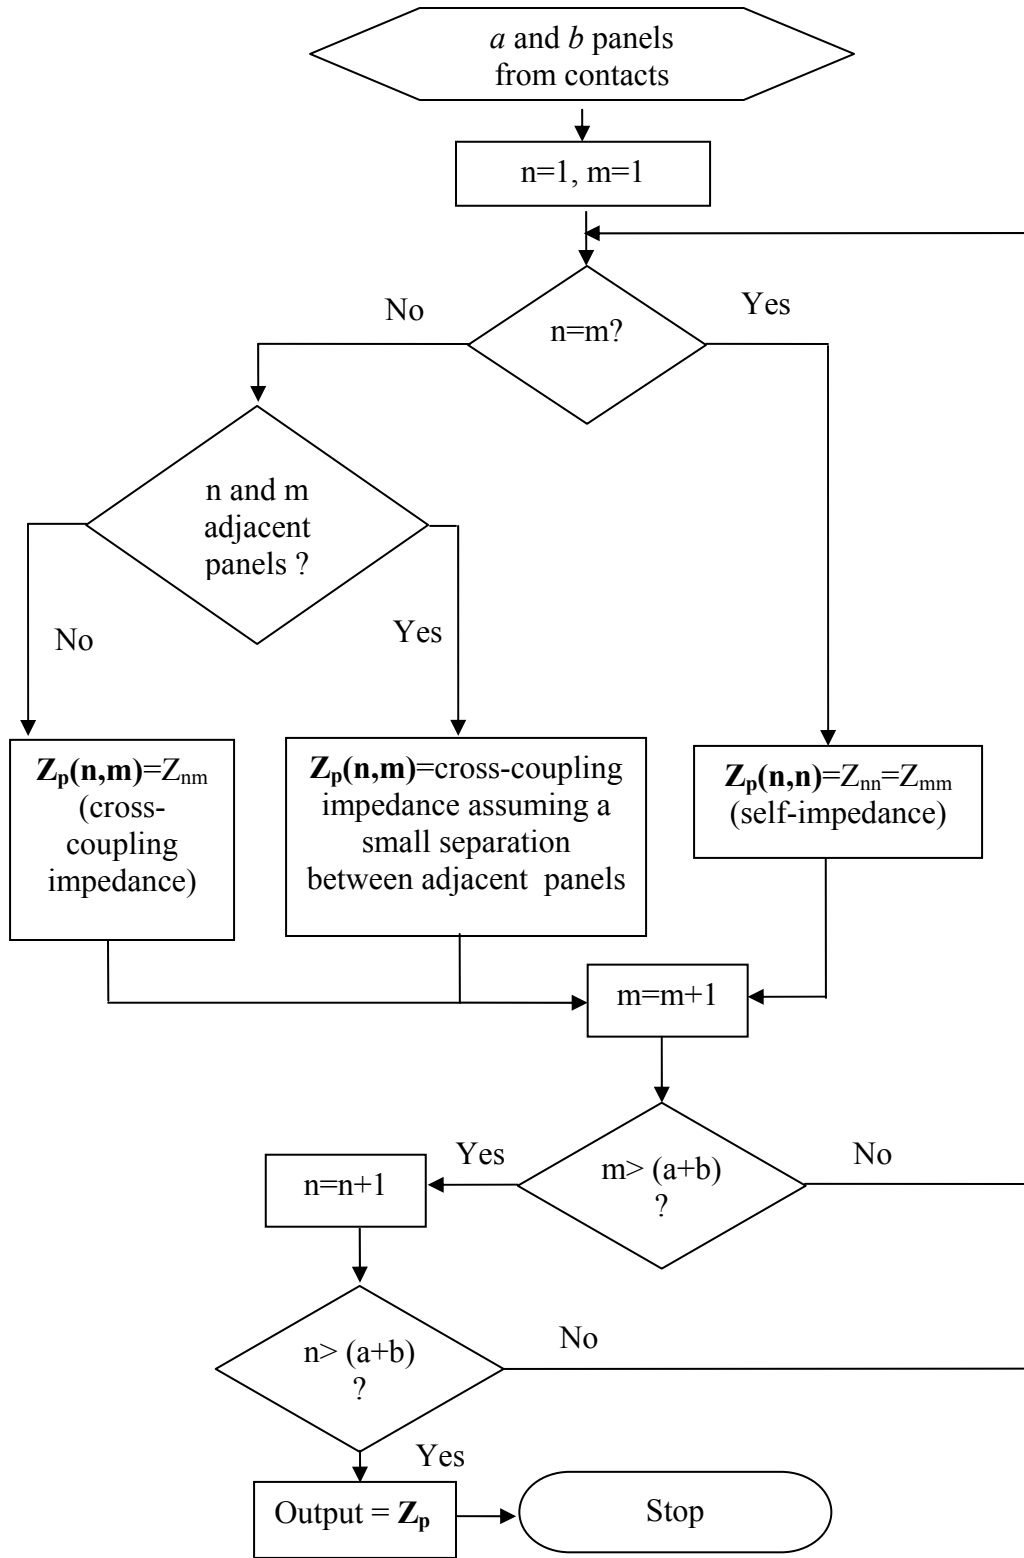 a and b panels
from contacts
n=1, m=1
No
Yes
n=m?
n and m
adjacent
panels ?
No
Yes
Zp(n,m)=Znm
(cross-
coupling
impedance)
Zp(n,m)=cross-coupling
impedance assuming a
small separation
between adjacent panels
Zp(n,n)=Znn=Zmm
(self-impedance)
m=m+1
Yes
m> (a+b)
?
No
n=n+1
n> (a+b)
?
No
Yes
Output = Zp
Stop